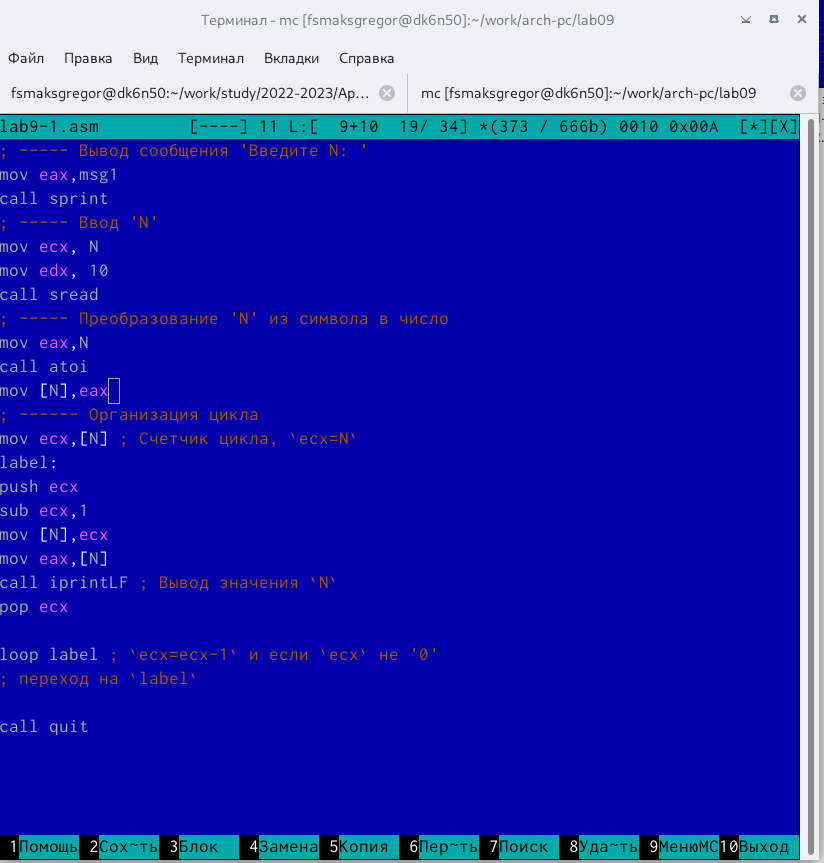 Терминал - mc [fsmaksgregor@dk6n50]:~/work/arch-pc/lab09
Файл Правка Вид Терминал Вкладки Справка
fsmaksgregor@dk6n50:~/work/study/2022-2023/Ар... mc [fsmaksgregor@dk6n50]:~/work/arch-pc/lab09
lab9-1.asm [----] 11 L:[ 9+10 19/ 34] *(373 / 666b) 0010 0x00A [*][X]
; ----- Вывод сообщения 'Введите N: '
mov eax,msg1
call sprint
; ----- Ввод 'N'
mov ecx, N
mov edx, 10
call sread
; ----- Преобразование 'N' из символа в число
mov eax,N
call atoi
mov [N],eax
; ------ Организация цикла
mov ecx,[N] ; Счетчик цикла, `ecx=N`
label:
push ecx
sub ecx,1
mov [N],ecx
mov eax,[N]
call iprintLF ; Вывод значения `N`
pop ecx
loop label ; `ecx=ecx-1` и если `ecx` не '0'
; переход на `label`
call quit
1Помощь 2Сох~ть 3Блок 4Замена 5Копия 6Пер~ть 7Поиск 8Уда~ть 9МенюMC 10Выход